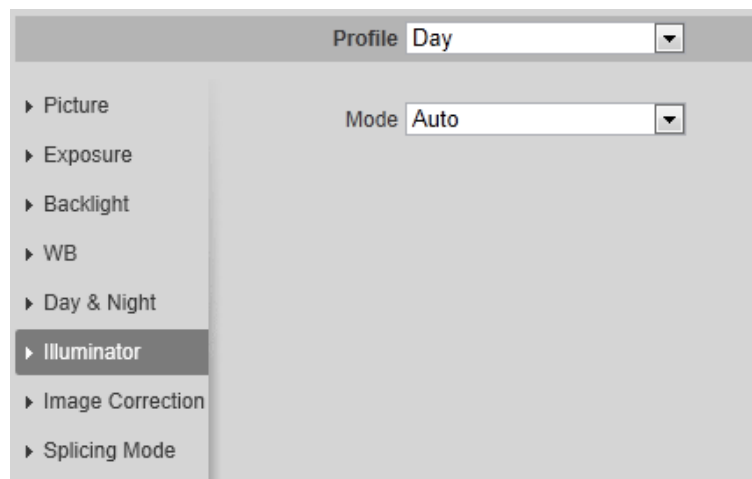 Profile Day
Mode Auto
Picture
Exposure
Backlight
WB
Day & Night
Illuminator
Image Correction
Splicing Mode